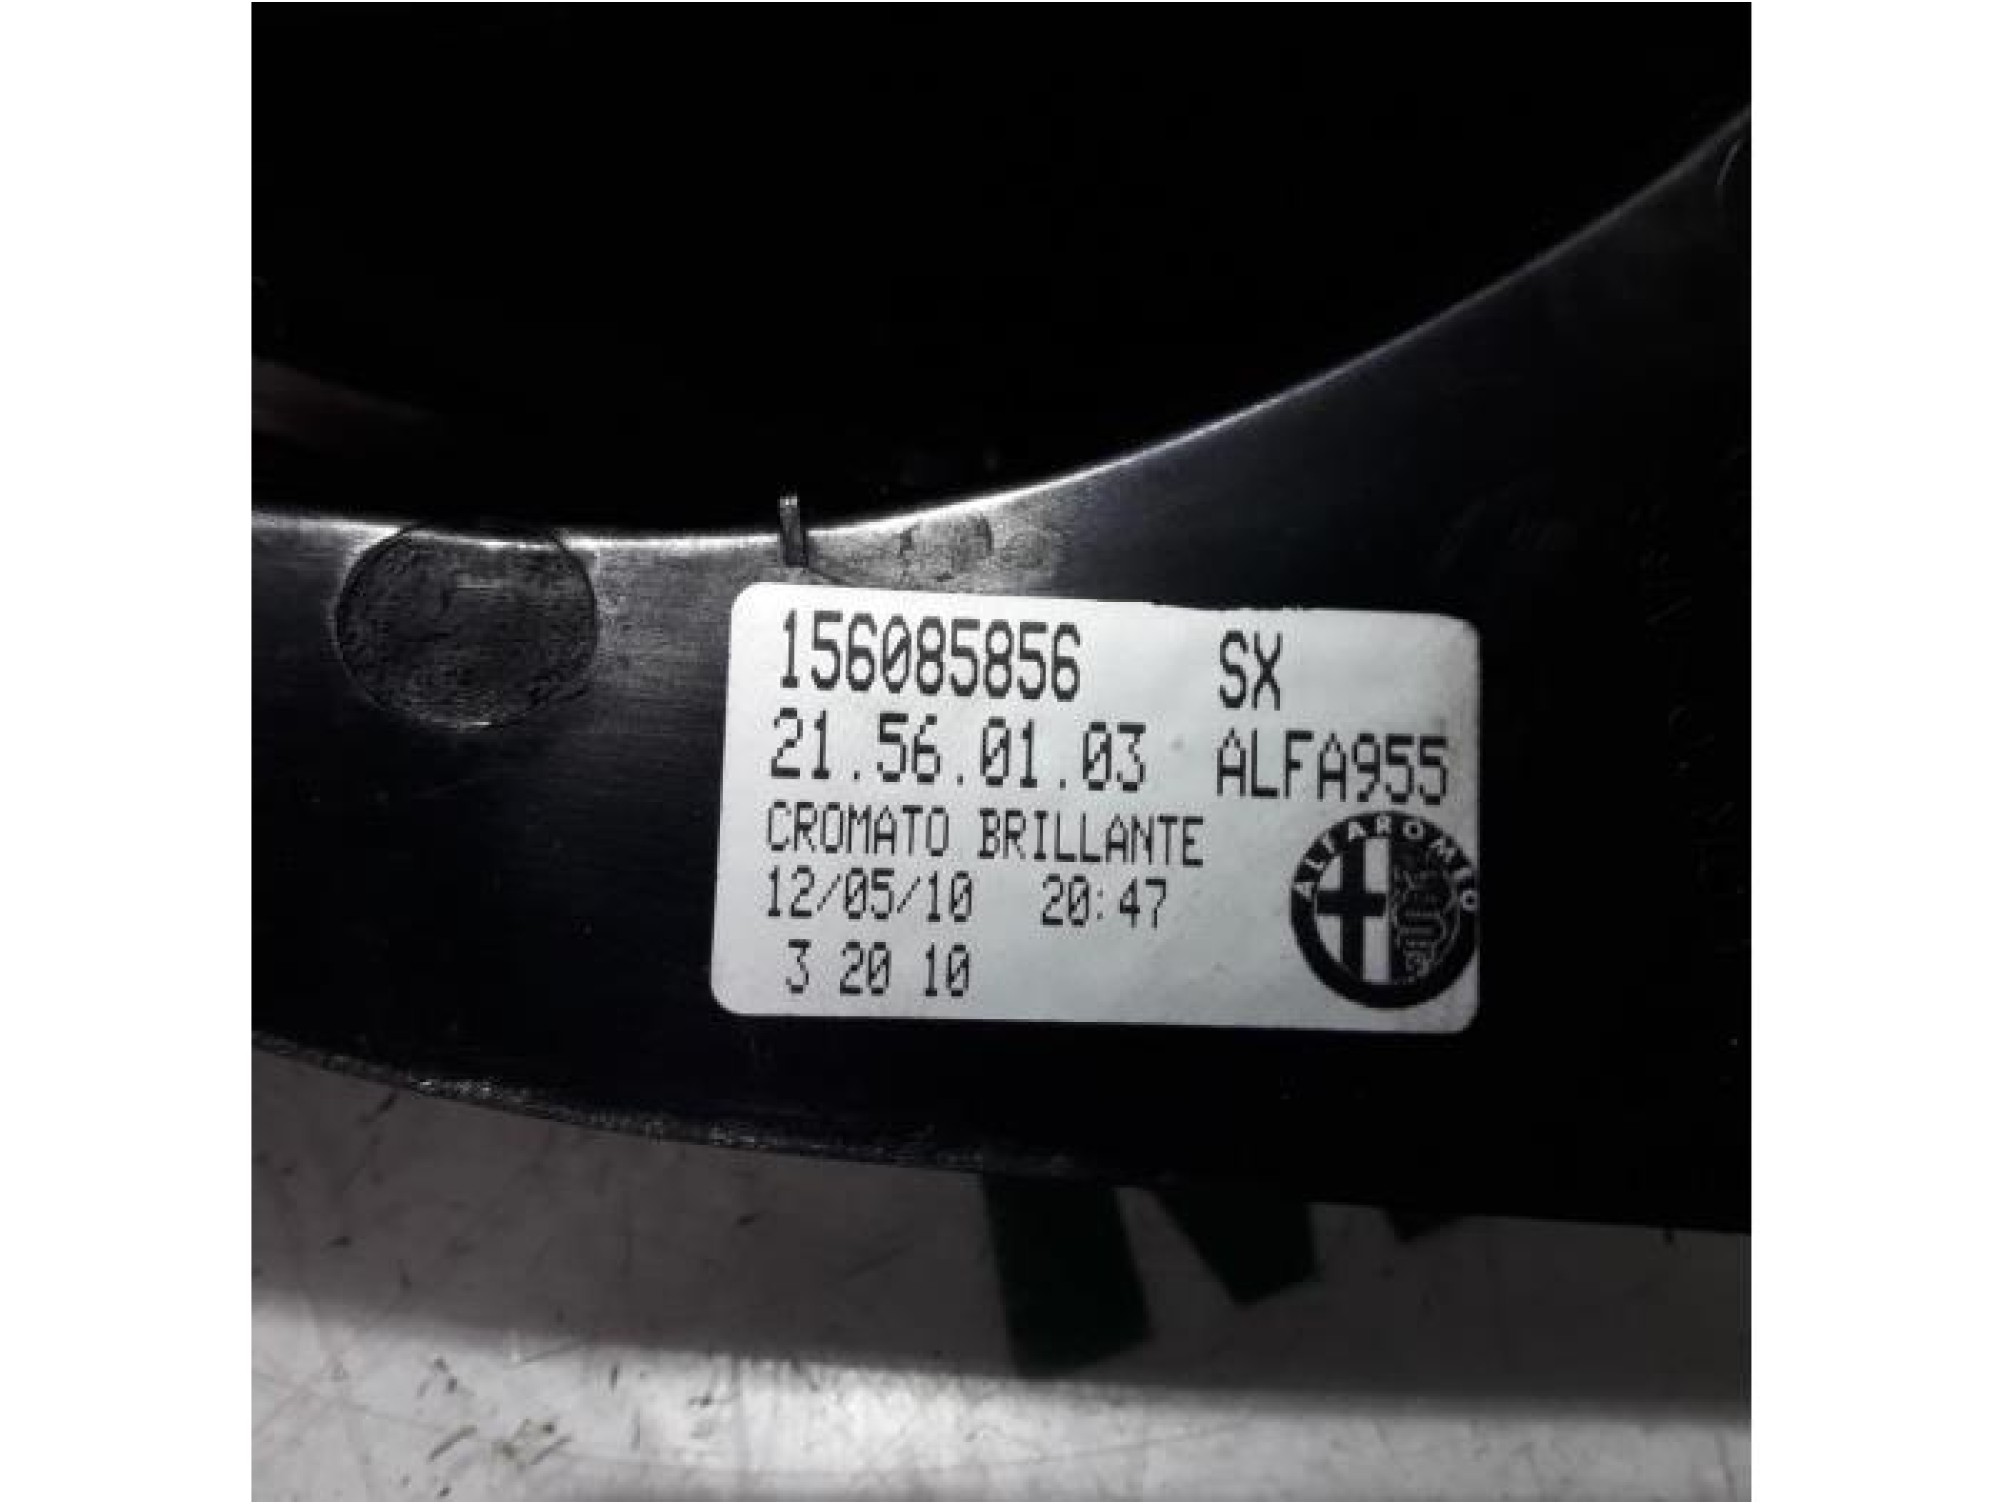 156085856 SX
21.56.01.03 ALFA955
CROMATO BRILLANTE
12/05/10 20:47
3 20 10
ALFA ROMEO